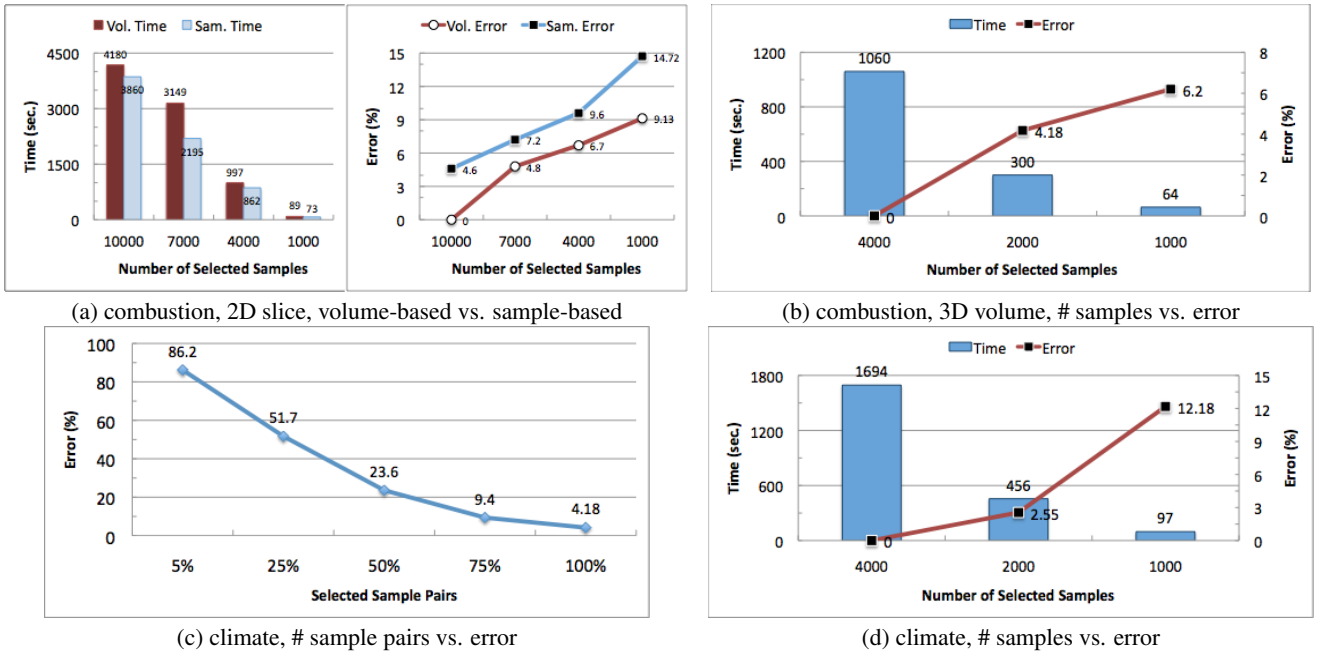 Vol. Time Sam. Time
4500
3000
1500
0
Time (sec.)
4180
3860
3149
2195
997
862
89 73
10000 7000 4000 1000
Number of Selected Samples
Vol. Error Sam. Error
15
12
9
6
3
0
Error (%)
14.72
9.6
9.13
7.2
6.7
4.6
4.8
0
10000 7000 4000 1000
Number of Selected Samples
(a) combustion, 2D slice, volume-based vs. sample-based
Time Error
1200
800
400
0
Time (sec.)
1060
300
64
0
4.18
6.2
8
6
4
2
0
Error (%)
4000 2000 1000
Number of Selected Samples
(b) combustion, 3D volume, # samples vs. error
100
80
60
40
20
0
Error (%)
86.2
51.7
23.6
9.4
4.18
5% 25% 50% 75% 100%
Selected Sample Pairs
(c) climate, # sample pairs vs. error
Time Error
1800
1200
600
0
Time (sec.)
1694
456
97
0
2.55
12.18
15
12
9
6
3
0
Error (%)
4000 2000 1000
Number of Selected Samples
(d) climate, # samples vs. error